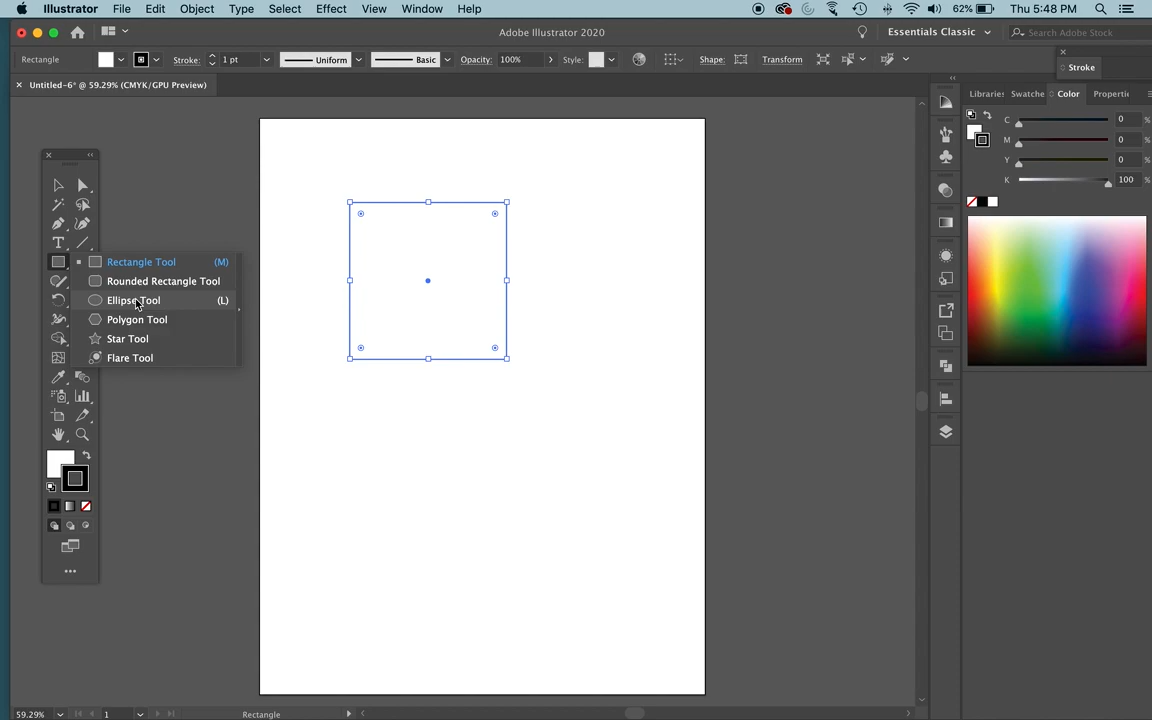 Illustrator File Edit Object Type Select Effect View Window Help 62% Thu 5:48 PM
Adobe Illustrator 2020 Essentials Classic Search Adobe Stock
Rectangle Stroke: 1 pt Uniform Basic Opacity: 100% Style: Shape: Transform
Stroke
Untitled-6* @ 59.29% (CMYK/GPU Preview)
Libraries Swatche Color Properti
C 0 %
M 0 %
Y 0 %
K 100 %
Rectangle Tool (M)
Rounded Rectangle Tool
Ellipse Tool (L)
Polygon Tool
Star Tool
Flare Tool
59.29% 1 Rectangle